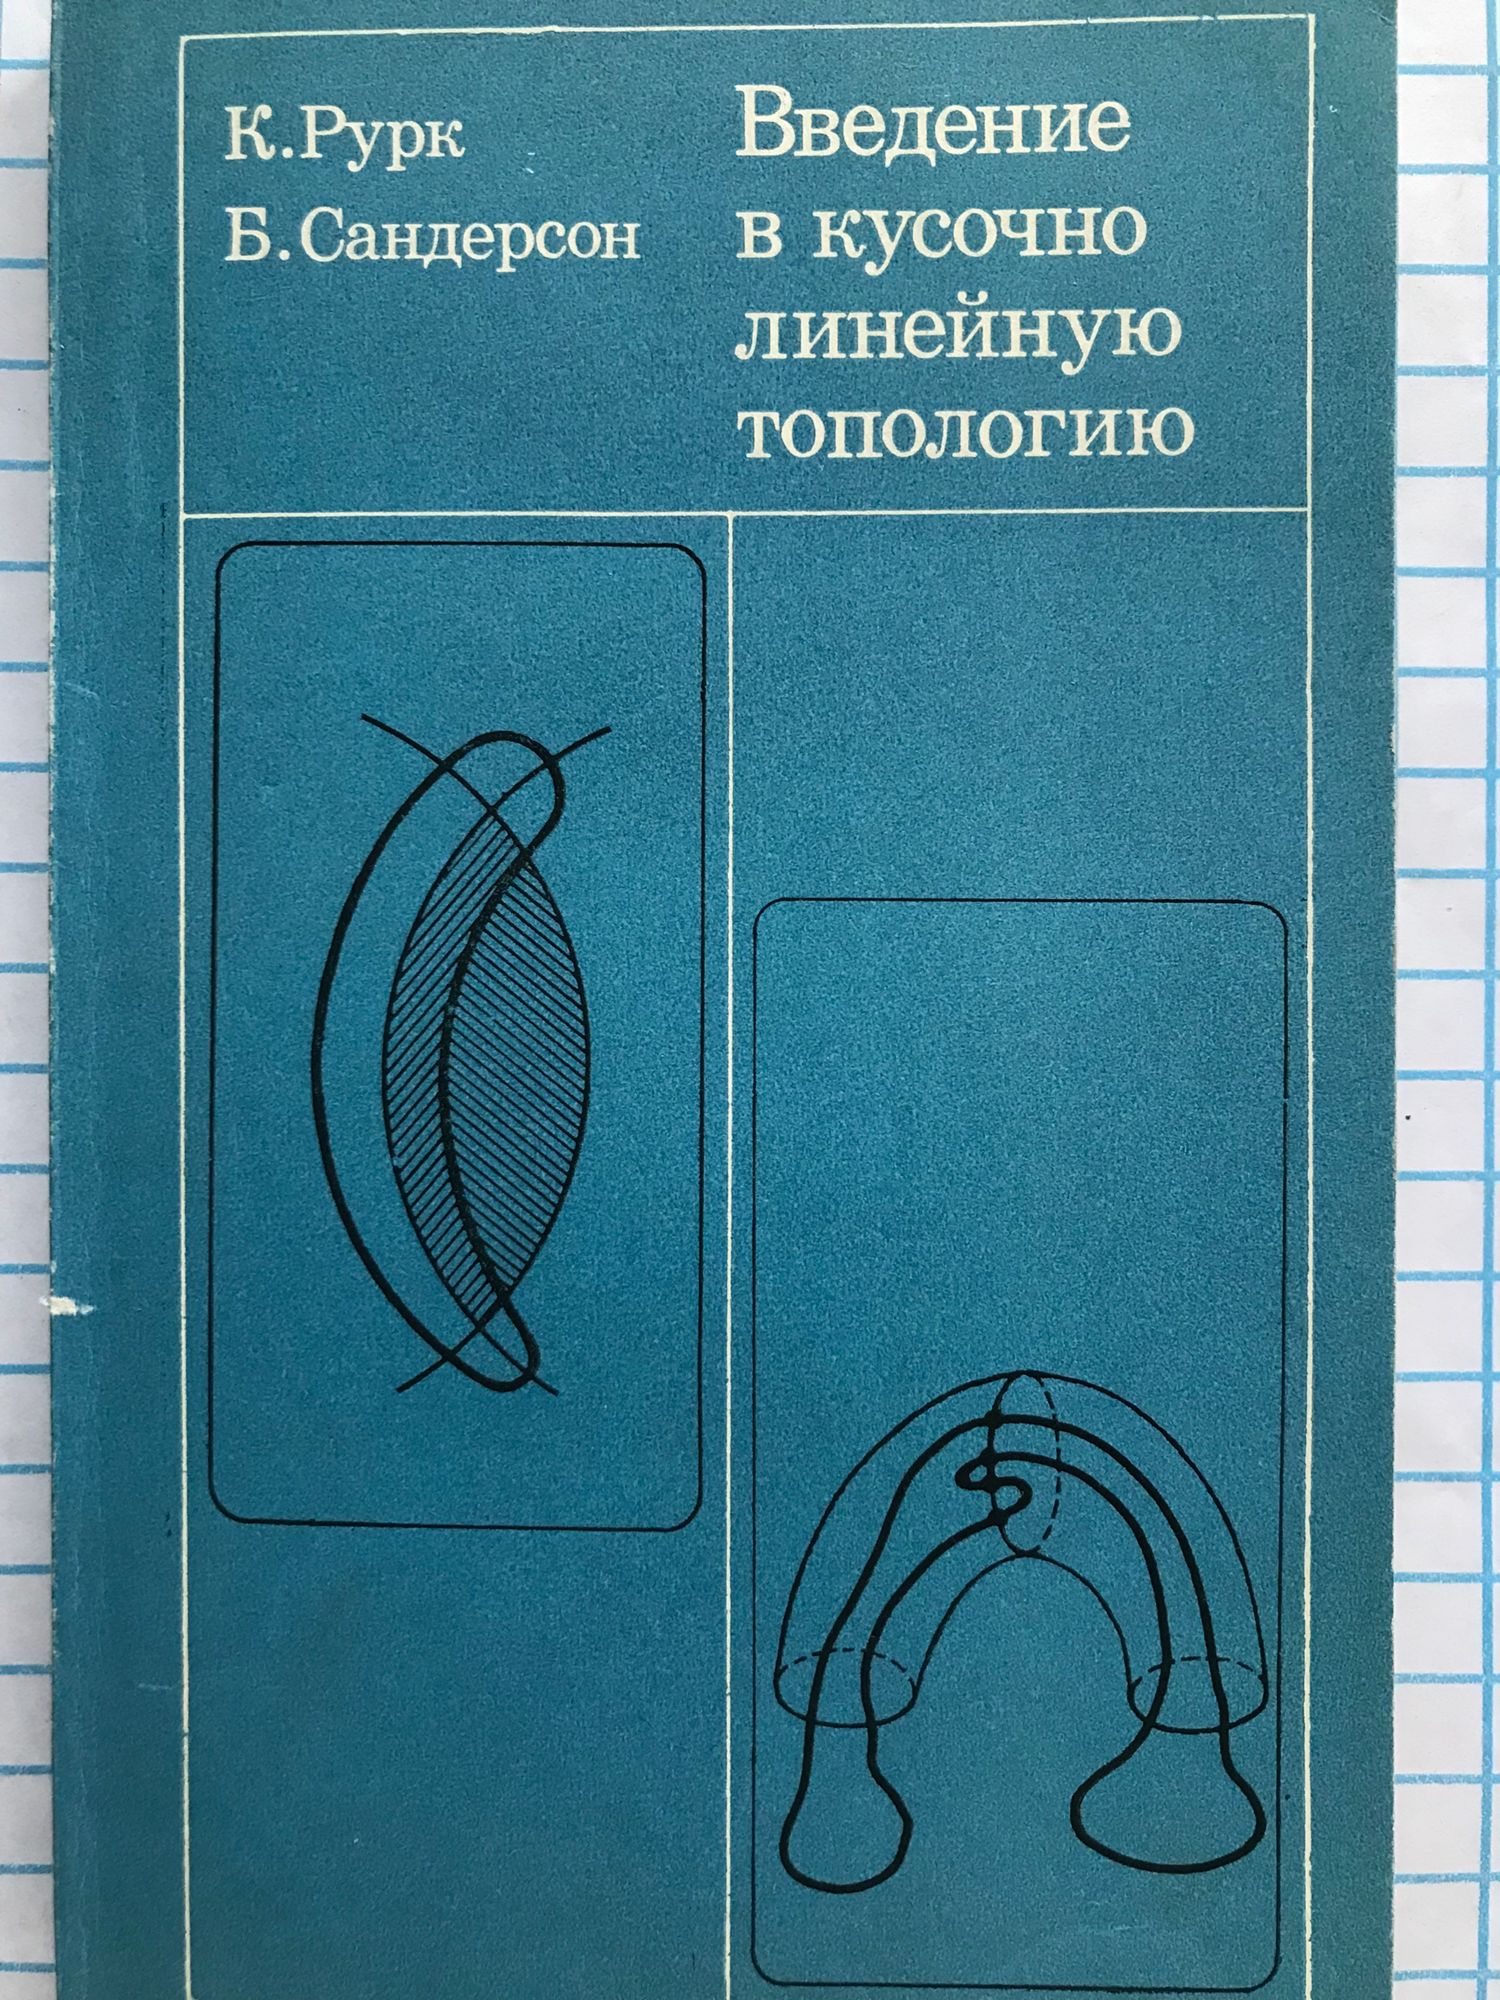 К. Рурк
Б. Сандерсон
Введение
в кусочно
линейную
топологию